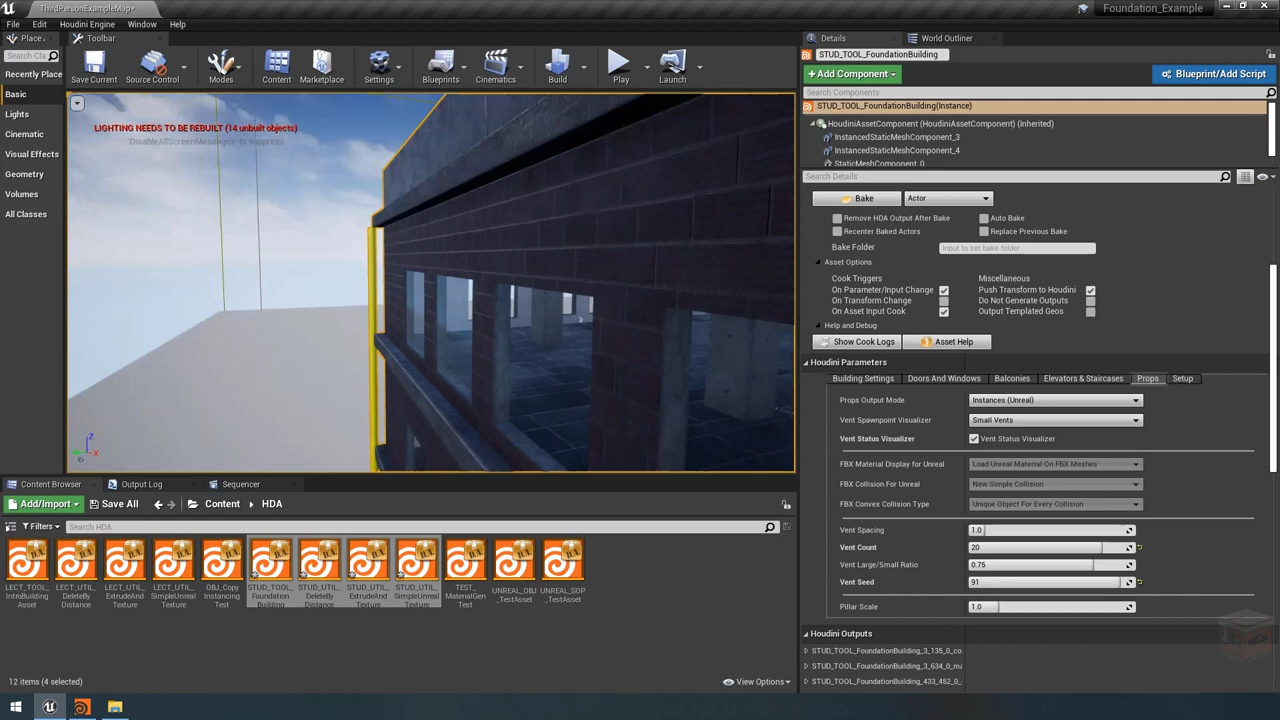 ThirdPersonExampleMap*
Foundation_Example
File Edit Houdini Engine Window Help
Place
Toolbar
Details
World Outliner
Search Cla
STUD_TOOL_FoundationBuilding
Save Current
Source Control
Modes
Content
Marketplace
Settings
Blueprints
Cinematics
Build
Play
Launch
Recently Place
Basic
Lights
Cinematic
Visual Effects
Geometry
Volumes
All Classes
+ Add Component
Blueprint/Add Script
Search Components
STUD_TOOL_FoundationBuilding(Instance)
HoudiniAssetComponent (HoudiniAssetComponent) (Inherited)
InstancedStaticMeshComponent_3
InstancedStaticMeshComponent_4
StaticMeshComponent_0
LIGHTING NEEDS TO BE REBUILT (14 unbuilt objects)
'DisableAllScreenMessages' to suppress
Z
X
Search Details
Bake
Actor
Remove HDA Output After Bake
Auto Bake
Recenter Baked Actors
Replace Previous Bake
Bake Folder
Input to set bake folder
Asset Options
Cook Triggers
Miscellaneous
On Parameter/Input Change
Push Transform to Houdini
On Transform Change
Do Not Generate Outputs
On Asset Input Cook
Output Templated Geos
Help and Debug
Show Cook Logs
Asset Help
Houdini Parameters
Building Settings
Doors And Windows
Balconies
Elevators & Staircases
Props
Setup
Props Output Mode
Instances (Unreal)
Vent Spawnpoint Visualizer
Small Vents
Vent Status Visualizer
Vent Status Visualizer
FBX Material Display for Unreal
Load Unreal Material On FBX Meshes
FBX Collision For Unreal
New Simple Collision
FBX Convex Collision Type
Unique Object For Every Collision
Vent Spacing
1.0
Vent Count
20
Vent Large/Small Ratio
0.75
Vent Seed
91
Pillar Scale
1.0
Houdini Outputs
STUD_TOOL_FoundationBuilding_3_135_0_co
STUD_TOOL_FoundationBuilding_3_634_0_ma
STUD_TOOL_FoundationBuilding_433_452_0_
Content Browser
Output Log
Sequencer
Add/Import
Save All
Content
HDA
Filters
Search HDA
LECT_TOOL_
IntroBuilding
Asset
LECT_UTIL_
DeleteBy
Distance
LECT_UTIL_
ExtrudeAnd
Texture
LECT_UTIL_
SimpleUnreal
Texture
OBJ_Copy
Instancing
Test
STUD_TOOL_
Foundation
Building
STUD_UTIL_
DeleteBy
Distance
STUD_UTIL_
ExtrudeAnd
Texture
STUD_UTIL_
SimpleUnreal
Texture
TEST_
MaterialGen
Test
UNREAL_OBJ
_TestAsset
UNREAL_SOP
_TestAsset
12 items (4 selected)
View Options